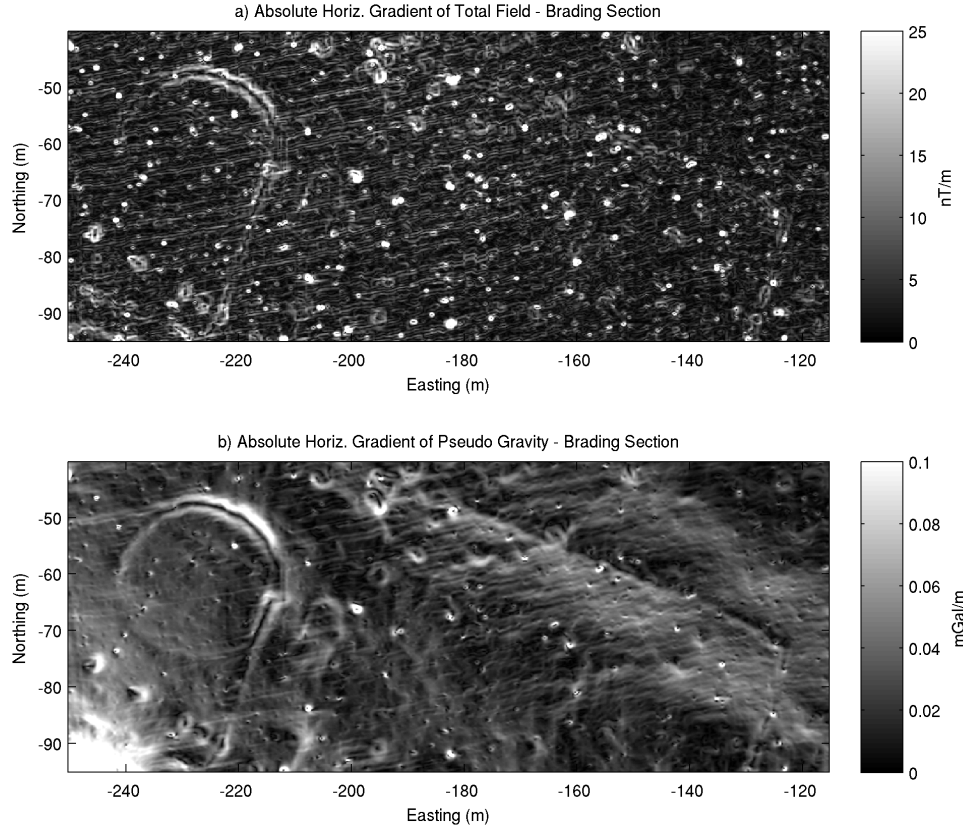 a) Absolute Horiz. Gradient of Total Field - Brading Section
25
20
15
10
5
0
nT/m
-50
-60
-70
-80
-90
Northing (m)
-240 -220 -200 -180 -160 -140 -120
Easting (m)
b) Absolute Horiz. Gradient of Pseudo Gravity - Brading Section
0.1
0.08
0.06
0.04
0.02
0
mGal/m
-50
-60
-70
-80
-90
Northing (m)
-240 -220 -200 -180 -160 -140 -120
Easting (m)